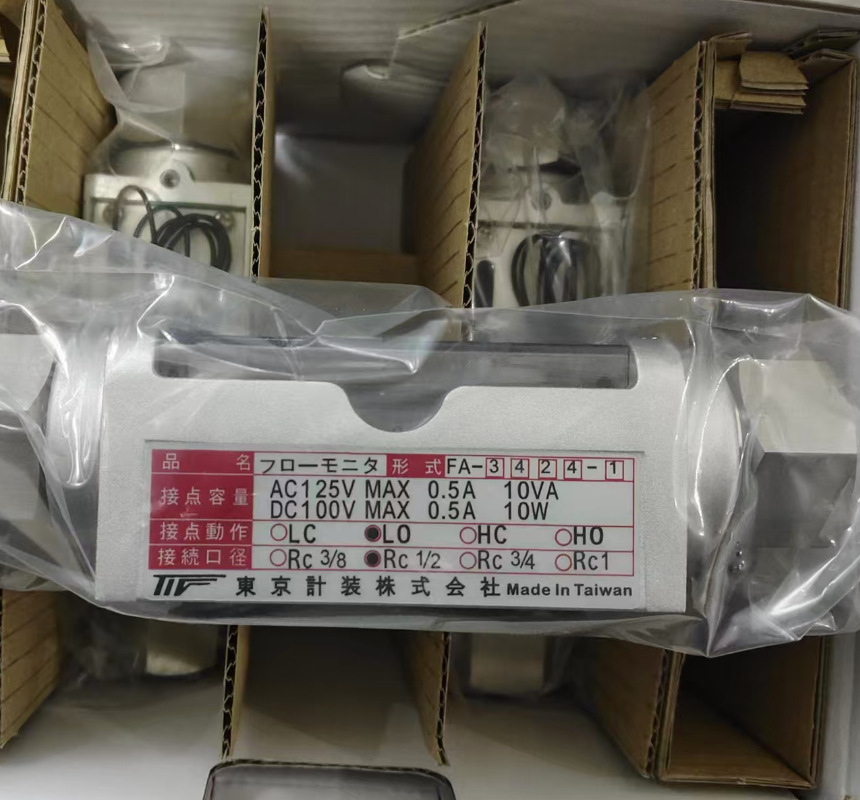 品名 フローモニタ 形式 FA-3424-1
接点容量 AC125V MAX 0.5A 10VA
DC100V MAX 0.5A 10W
接点動作 ○LC ●LO ○HC ○HO
接続口径 ○Rc 3/8 ●Rc 1/2 ○Rc 3/4 ○Rc1
東京計装株式会社 Made In Taiwan